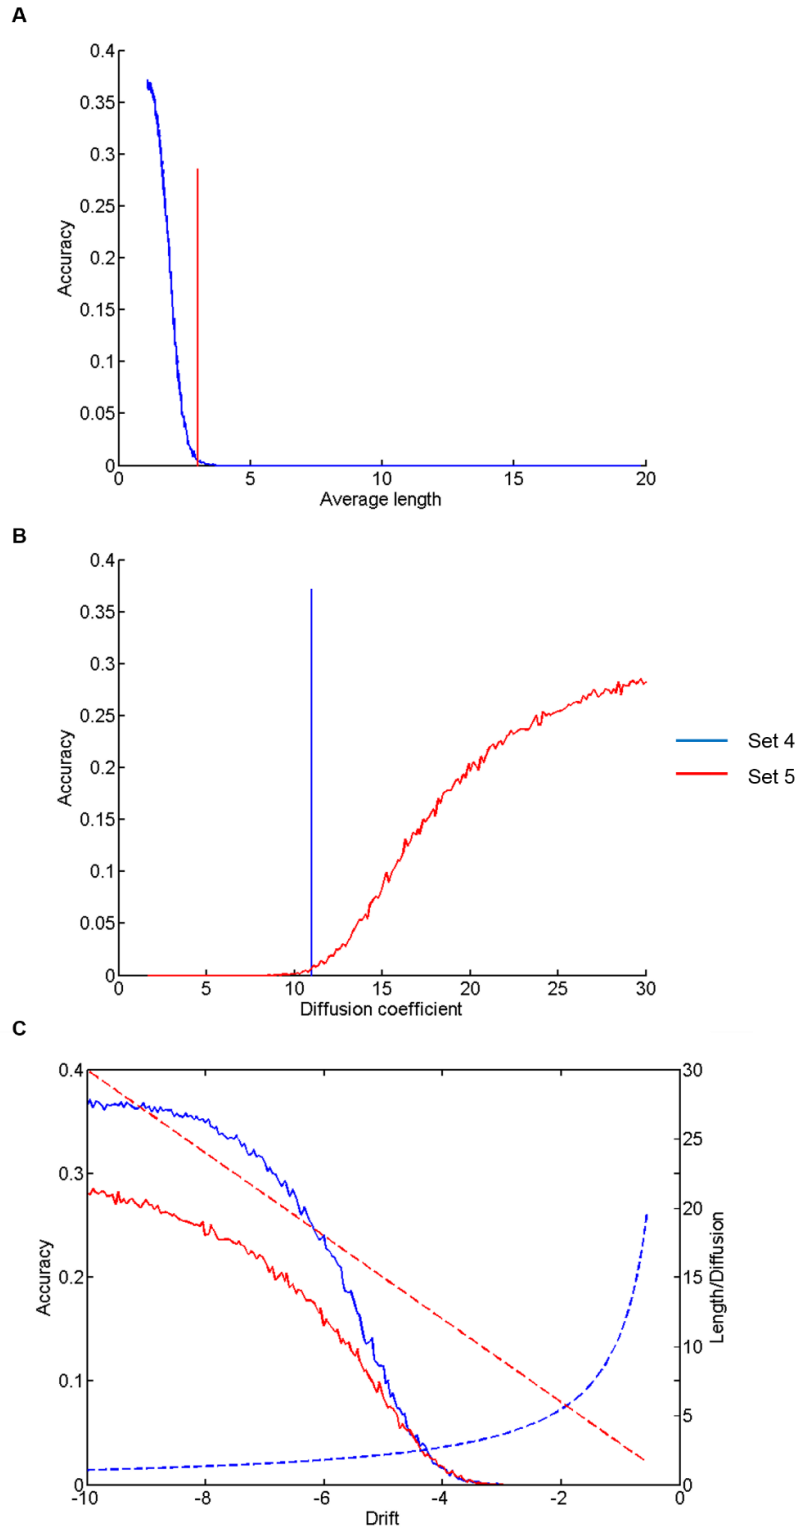 A
0.4
0.35
0.3
0.25
0.2
0.15
0.1
0.05
0
Accuracy
0 5 10 15 20
Average length
B
0.4
0.35
0.3
0.25
0.2
0.15
0.1
0.05
0
Accuracy
0 5 10 15 20 25 30
Diffusion coefficient
Set 4
Set 5
C
0.4
0.3
0.2
0.1
0
Accuracy
30
25
20
15
10
5
0
Length/Diffusion
-10 -8 -6 -4 -2 0
Drift